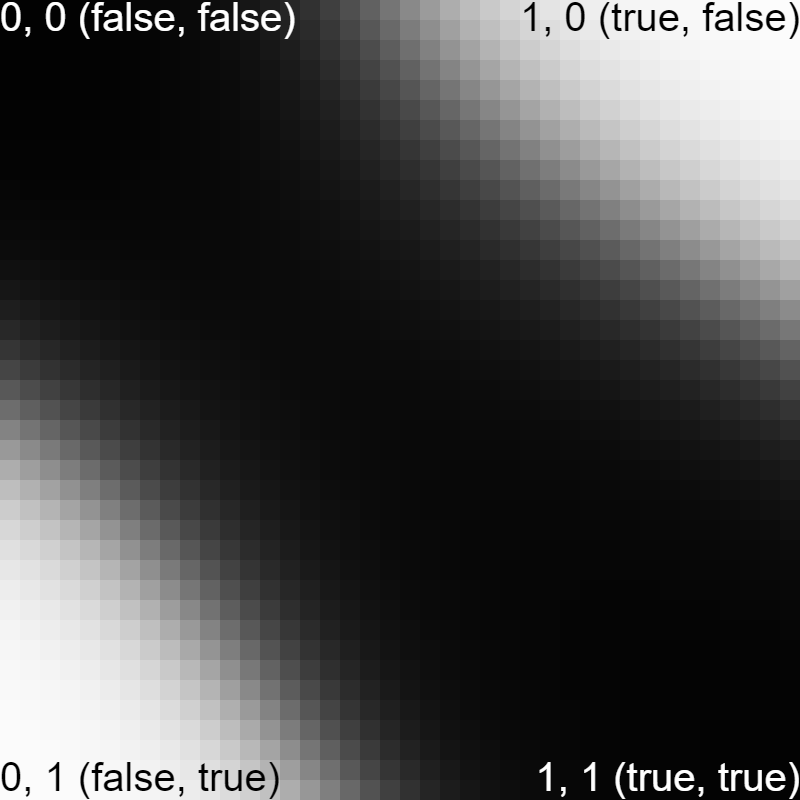 0, 0 (false, false)
1, 0 (true, false)
0, 1 (false, true)
1, 1 (true, true)